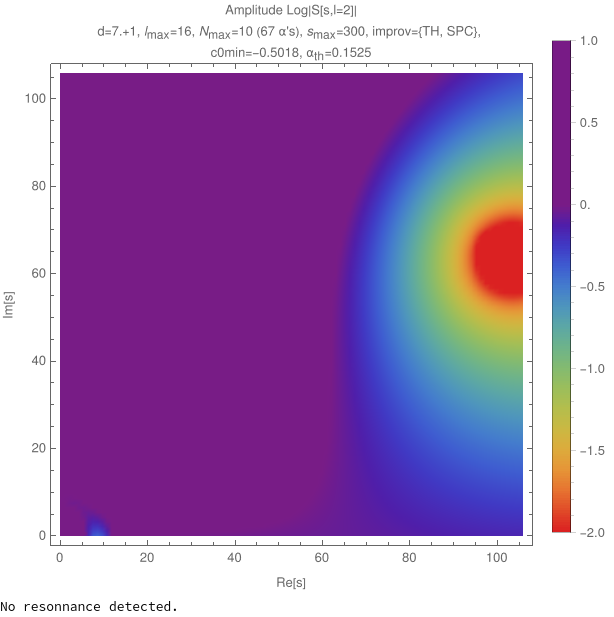 Amplitude Log|S[s,l=2]|
d=7.+1, lmax=16, Nmax=10 (67 α's), smax=300, improv={TH, SPC},
c0min=−0.5018, αth=0.1525
1.0
0.5
0.
−0.5
−1.0
−1.5
−2.0
100
80
60
40
20
0
Im[s]
0 20 40 60 80 100
Re[s]
No resonnance detected.